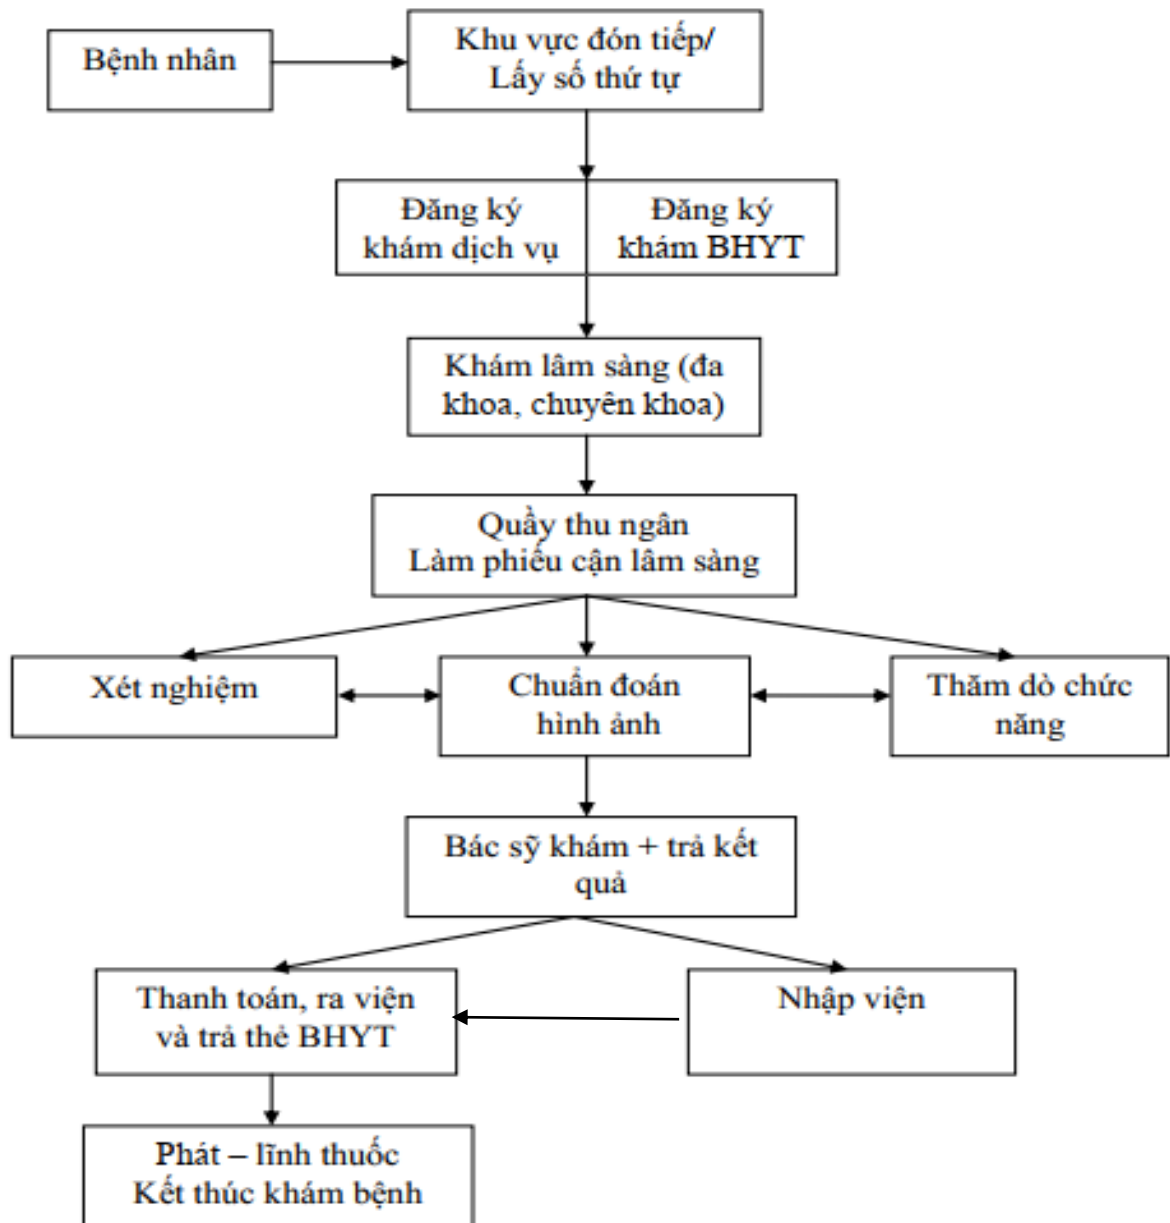 Bệnh nhân
Khu vực đón tiếp/
Lấy số thứ tự
Đăng ký
khám dịch vụ
Đăng ký
khám BHYT
Khám lâm sàng (đa
khoa, chuyên khoa)
Quầy thu ngân
Làm phiếu cận lâm sàng
Xét nghiệm
Chuẩn đoán
hình ảnh
Thăm dò chức
năng
Bác sỹ khám + trả kết
quả
Thanh toán, ra viện
và trả thẻ BHYT
Nhập viện
Phát – lĩnh thuốc
Kết thúc khám bệnh